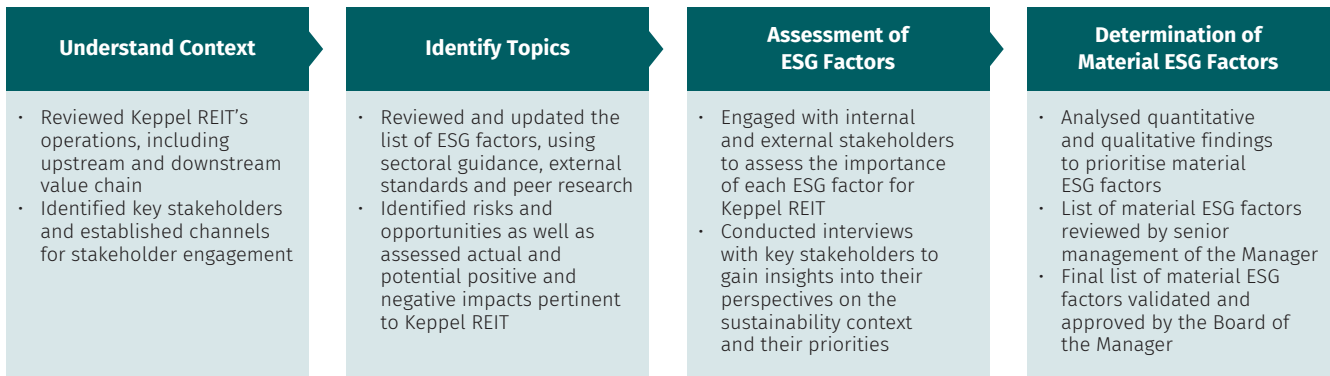 Understand Context
• Reviewed Keppel REIT's
operations, including
upstream and downstream
value chain
• Identified key stakeholders
and established channels
for stakeholder engagement
Identify Topics
• Reviewed and updated the
list of ESG factors, using
sectoral guidance, external
standards and peer research
• Identified risks and
opportunities as well as
assessed actual and
potential positive and
negative impacts pertinent
to Keppel REIT
Assessment of
ESG Factors
• Engaged with internal
and external stakeholders
to assess the importance
of each ESG factor for
Keppel REIT
• Conducted interviews
with key stakeholders to
gain insights into their
perspectives on the
sustainability context
and their priorities
Determination of
Material ESG Factors
• Analysed quantitative
and qualitative findings
to prioritise material
ESG factors
• List of material ESG factors
reviewed by senior
management of the Manager
• Final list of material ESG
factors validated and
approved by the Board of
the Manager